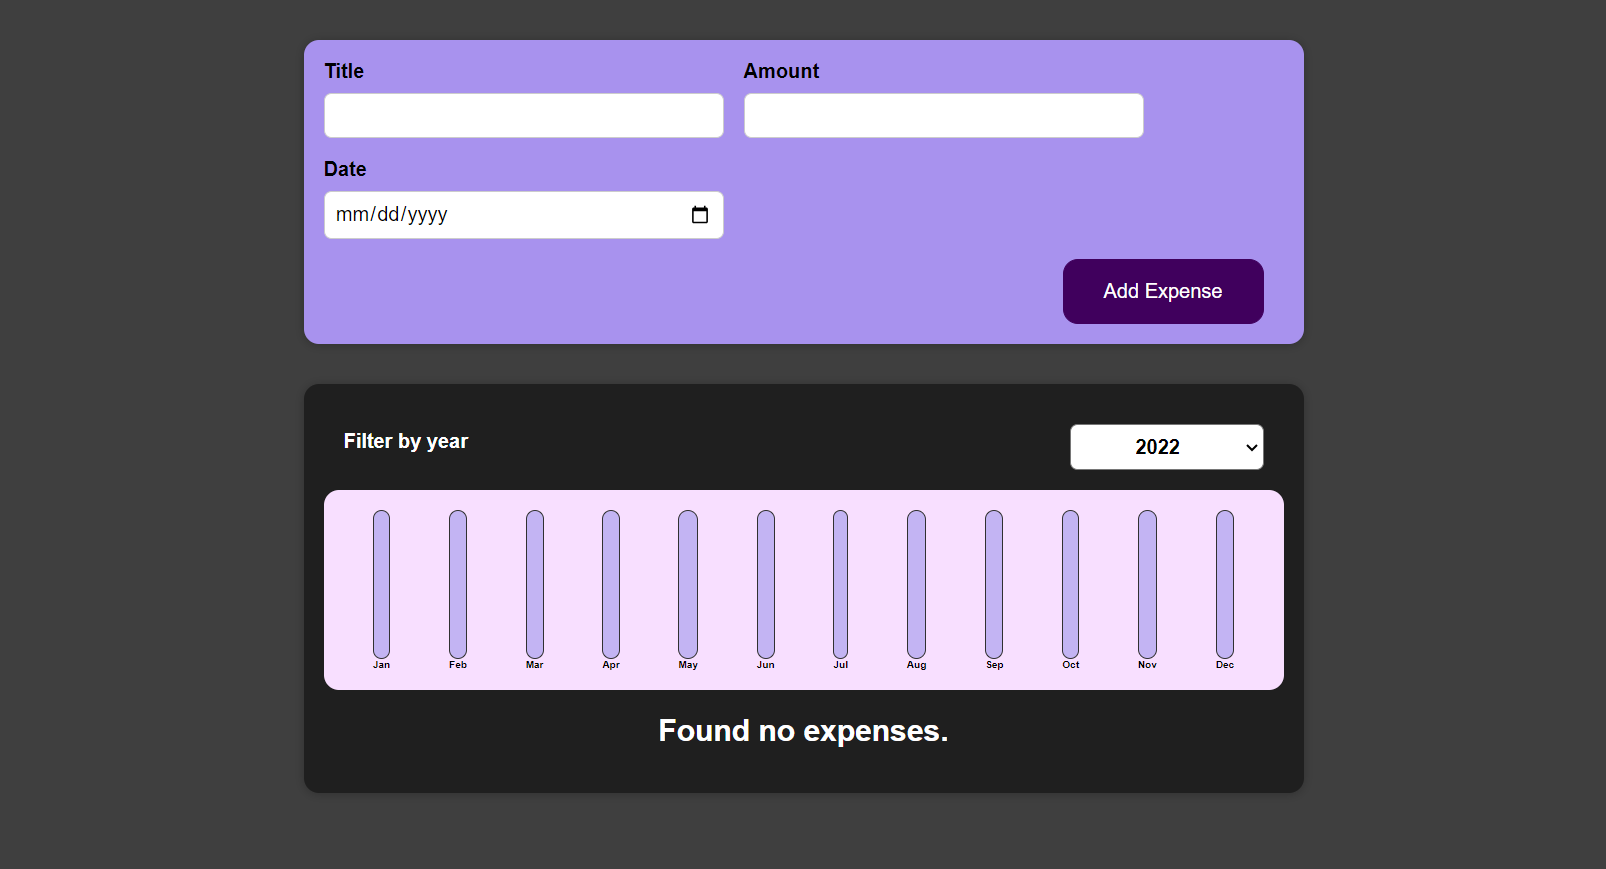 Title Amount
Date
mm/dd/yyyy
Add Expense
Filter by year 2022
Jan Feb Mar Apr May Jun Jul Aug Sep Oct Nov Dec
Found no expenses.